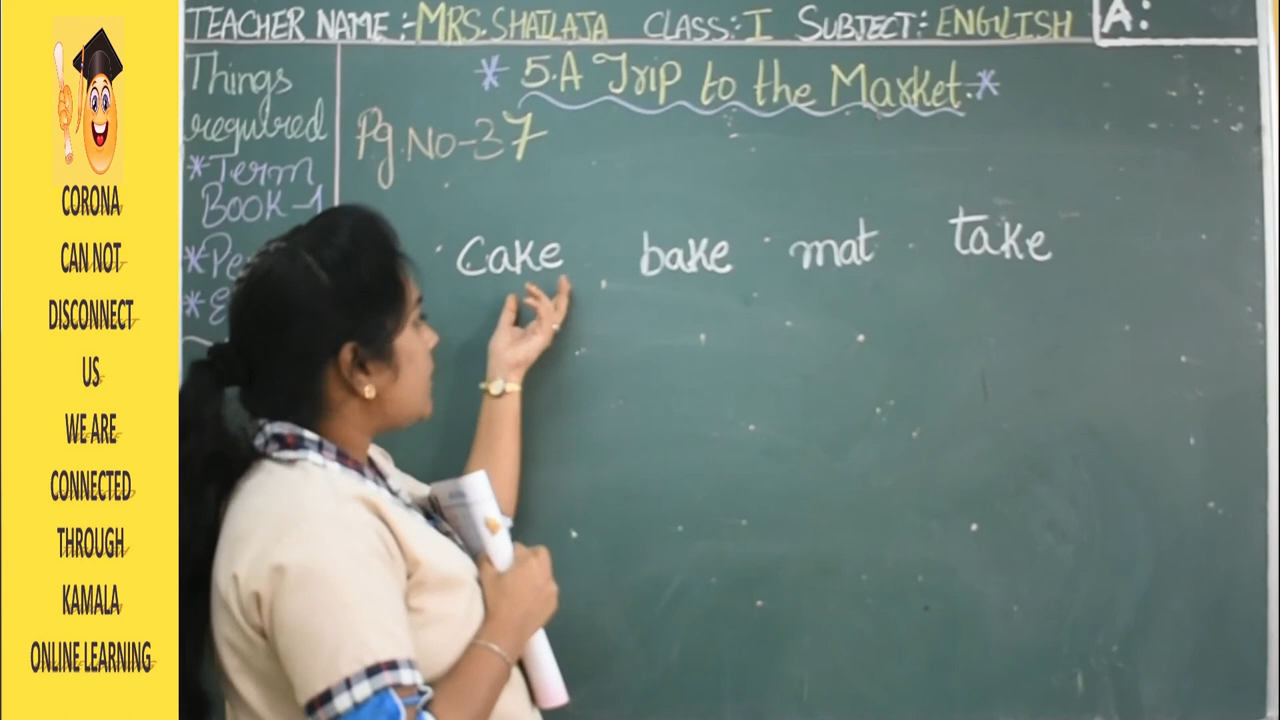 CORONA
CAN NOT
DISCONNECT
US
WE ARE
CONNECTED
THROUGH
KAMALA
ONLINE LEARNING
TEACHER NAME :- MRS. SHAILAJA CLASS:- I SUBJECT:- ENGLISH
A:
Things
required
* Term
Book-1
*
*
* 5. A Trip to the Market. *
Pg. No-37
Cake bake mat take